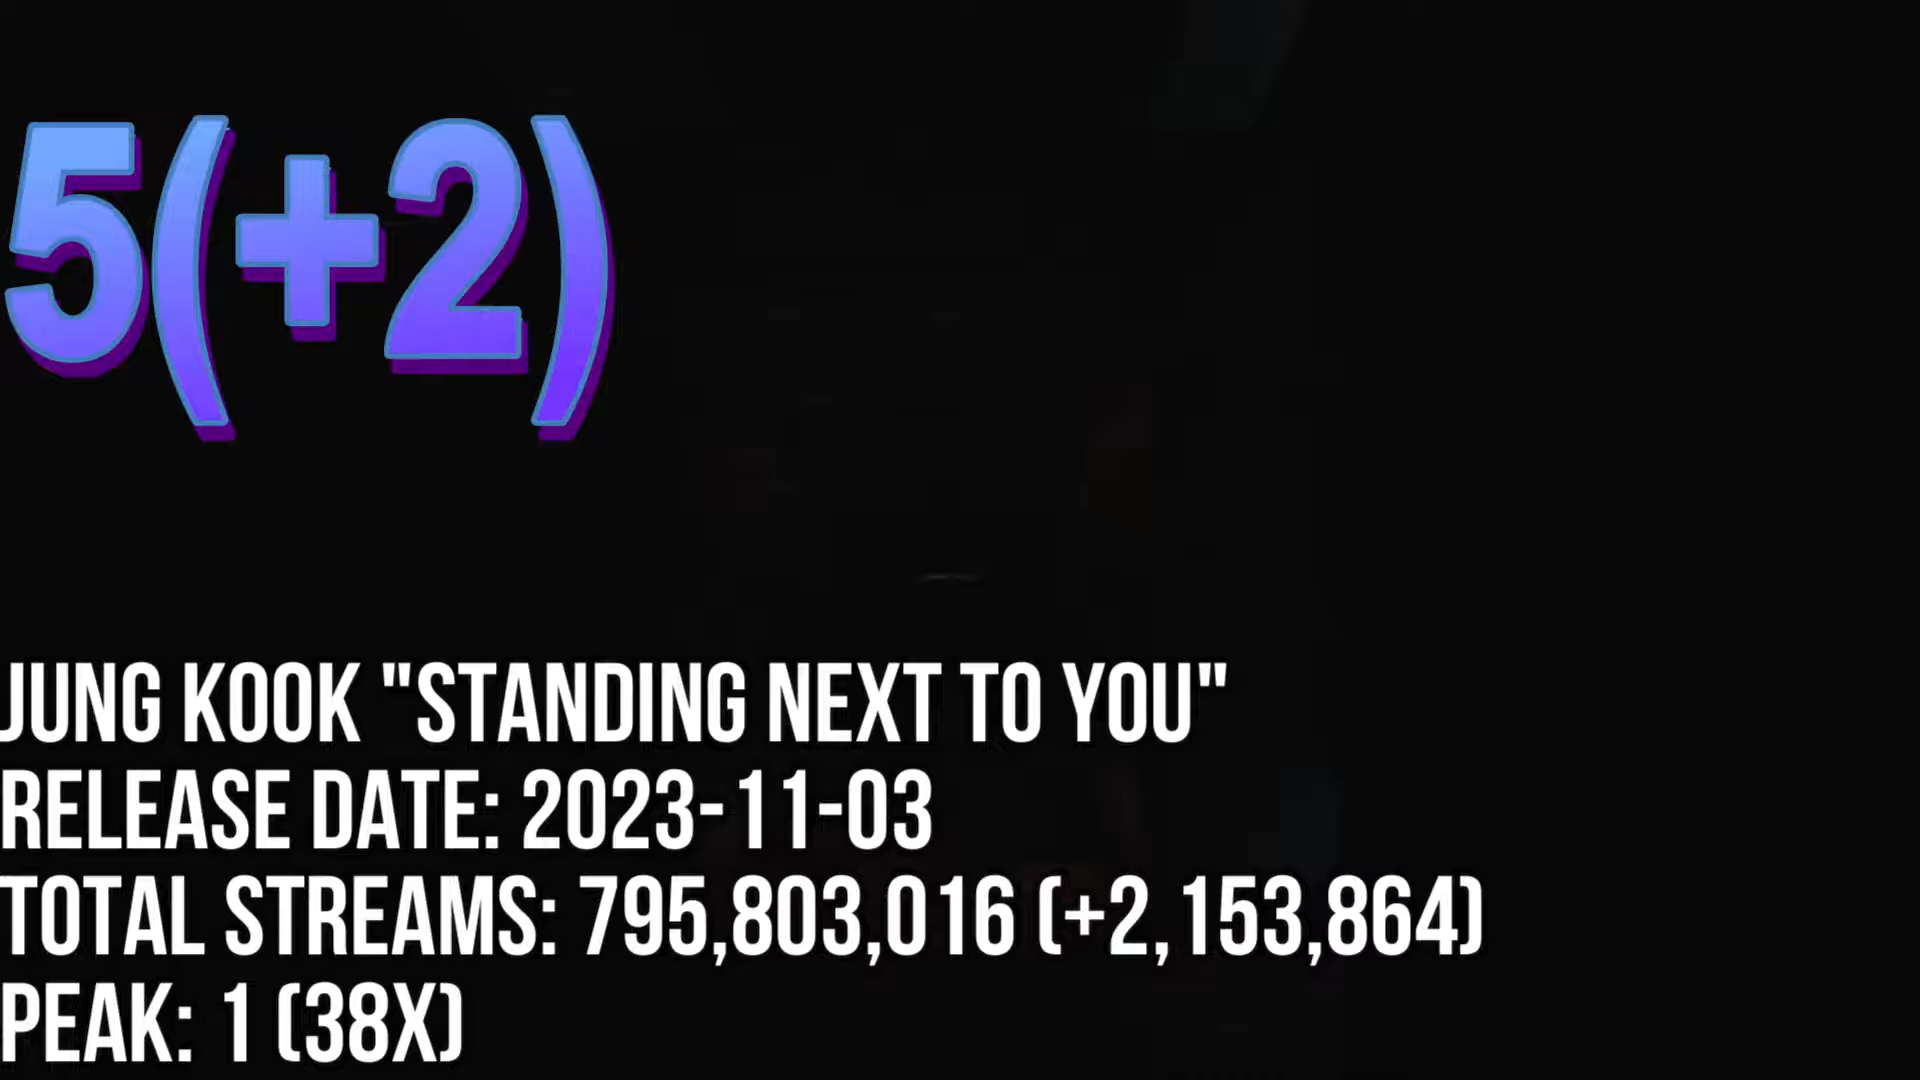 5(+2)
JUNG KOOK "STANDING NEXT TO YOU"
RELEASE DATE: 2023-11-03
TOTAL STREAMS: 795,803,016 (+2,153,864)
PEAK: 1 (38X)